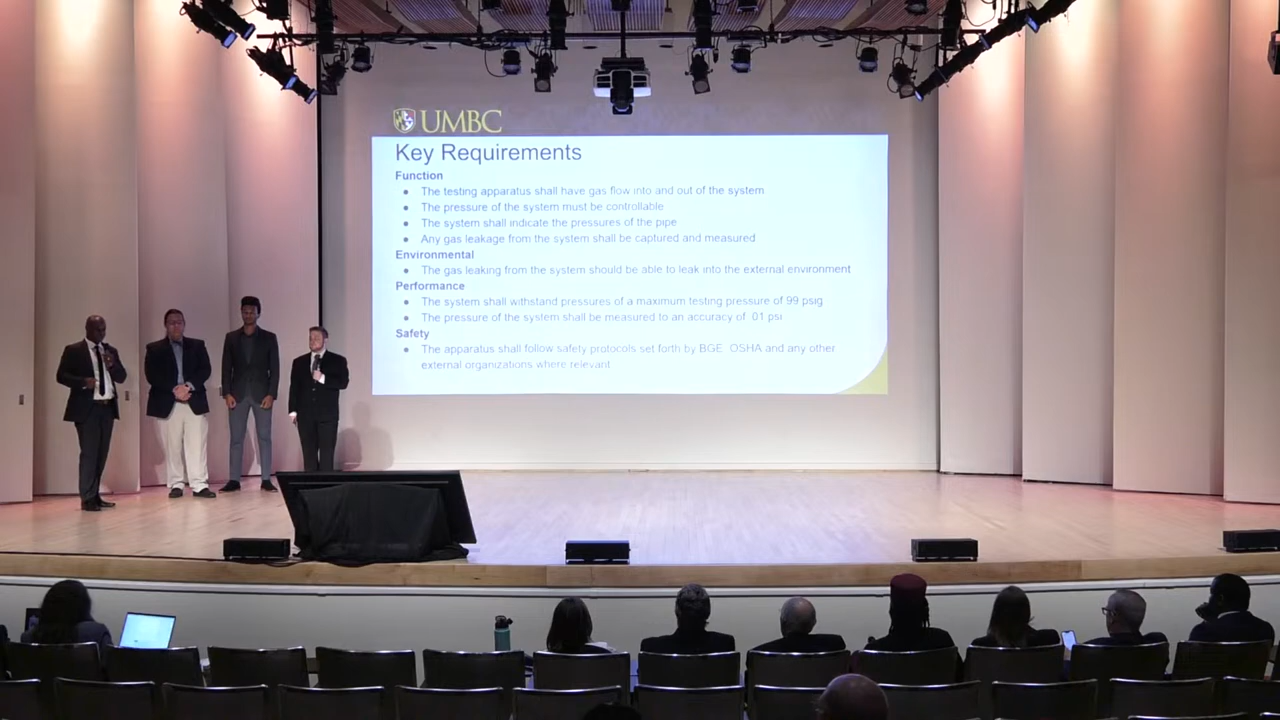 UMBC
Key Requirements
Function
● The testing apparatus shall have gas flow into and out of the system
● The pressure of the system must be controllable
● The system shall indicate the pressures of the pipe
● Any gas leakage from the system shall be captured and measured
Environmental
● The gas leaking from the system should be able to leak into the external environment
Performance
● The system shall withstand pressures of a maximum testing pressure of 99 psig
● The pressure of the system shall be measured to an accuracy of .01 psi
Safety
● The apparatus shall follow safety protocols set forth by BGE, OSHA and any other
external organizations where relevant